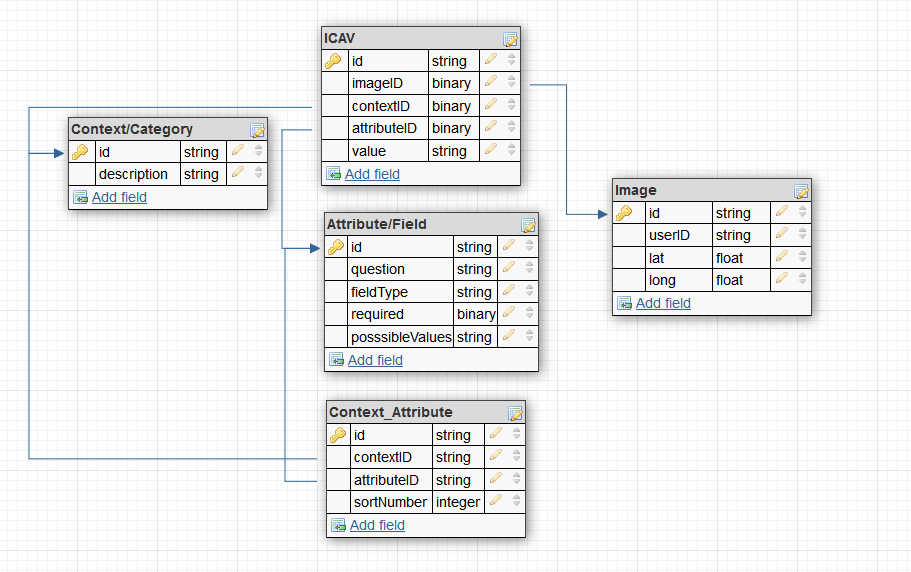 ICAV
id string
imageID binary
contextID binary
attributeID binary
value string
Add field
Context/Category
id string
description string
Add field
Image
id string
userID string
lat float
long float
Add field
Attribute/Field
id string
question string
fieldType string
required binary
posssibleValues string
Add field
Context_Attribute
id string
contextID string
attributeID string
sortNumber integer
Add field